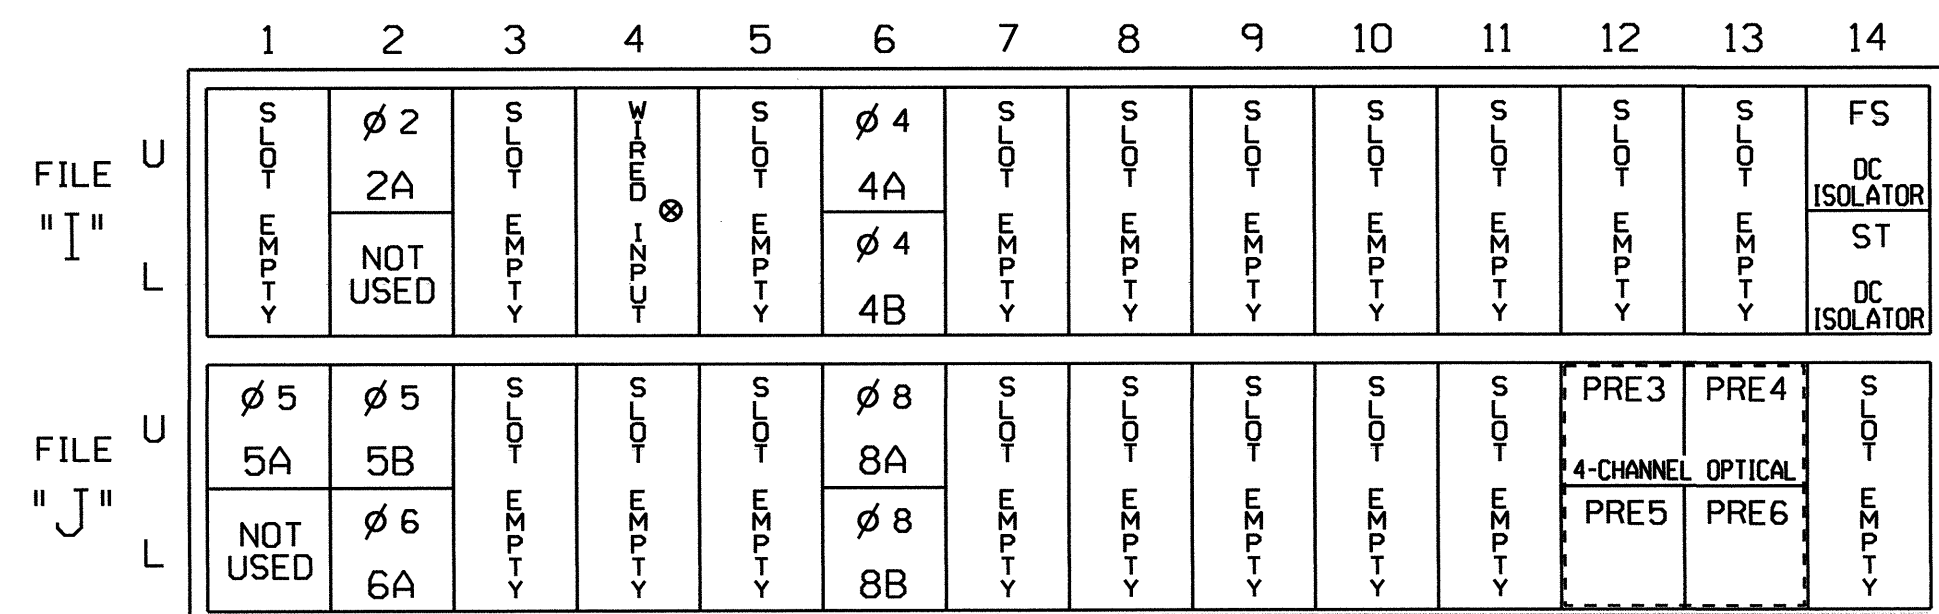 1 2 3 4 5 6 7 8 9 10 11 12 13 14
FILE "I"
U
L
SLOT EMPTY
Ø 2
2A
NOT USED
SLOT EMPTY
WIRED INPUT ⊗
SLOT EMPTY
Ø 4
4A
Ø 4
4B
SLOT EMPTY
SLOT EMPTY
SLOT EMPTY
SLOT EMPTY
SLOT EMPTY
SLOT EMPTY
SLOT EMPTY
FS
DC
ISOLATOR
ST
DC
ISOLATOR
FILE "J"
U
L
Ø 5
5A
NOT USED
Ø 5
5B
Ø 6
6A
SLOT EMPTY
SLOT EMPTY
SLOT EMPTY
Ø 8
8A
Ø 8
8B
SLOT EMPTY
SLOT EMPTY
SLOT EMPTY
SLOT EMPTY
SLOT EMPTY
PRE3 PRE4
4-CHANNEL OPTICAL
PRE5 PRE6
SLOT EMPTY